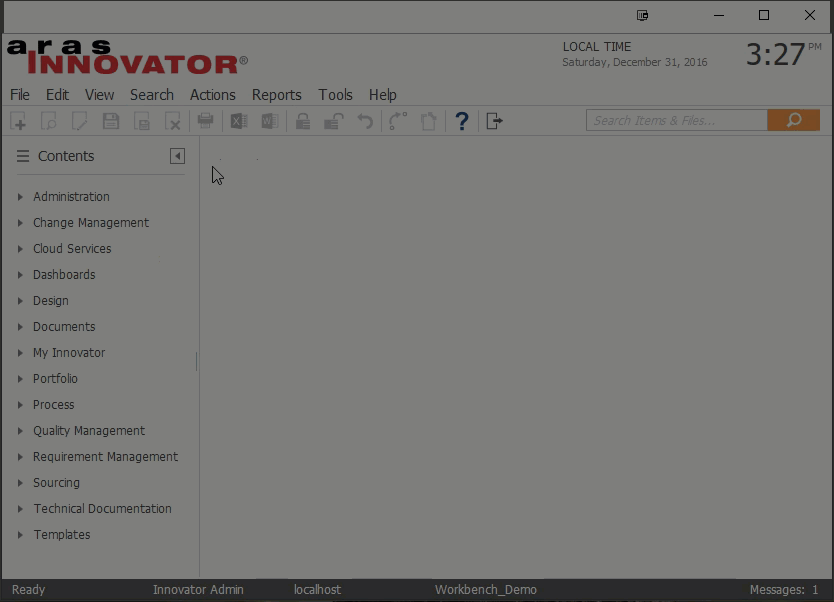 aras
INNOVATOR®
LOCAL TIME
Saturday, December 31, 2016
3:27 PM
File Edit View Search Actions Reports Tools Help
? Search Items & Files...
Contents
Administration
Change Management
Cloud Services
Dashboards
Design
Documents
My Innovator
Portfolio
Process
Quality Management
Requirement Management
Sourcing
Technical Documentation
Templates
Ready Innovator Admin localhost Workbench_Demo Messages: 1